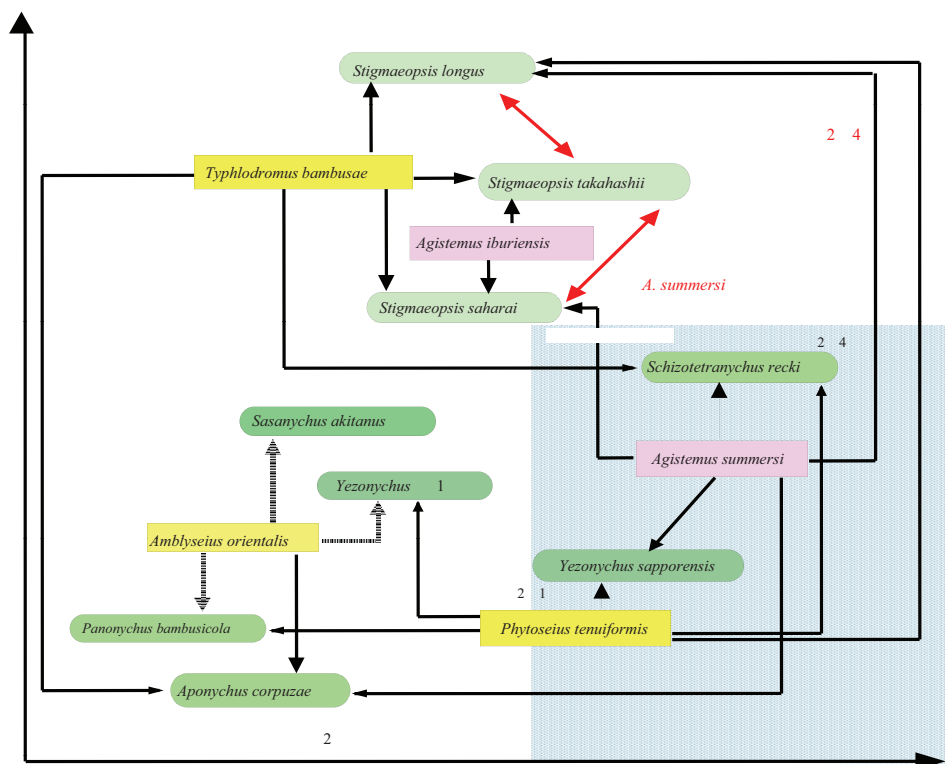 Stigmaeopsis longus
2 4
Typhlodromus bambusae
Stigmaeopsis takahashii
Agistemus iburiensis
A. summersi
Stigmaeopsis saharai
2 4
Schizotetranychus recki
Sasanychus akitanus
Agistemus summersi
Yezonychus 1
Amblyseius orientalis
Yezonychus sapporensis
2 1
Panonychus bambusicola
Phytoseius tenuiformis
Aponychus corpuzae
2